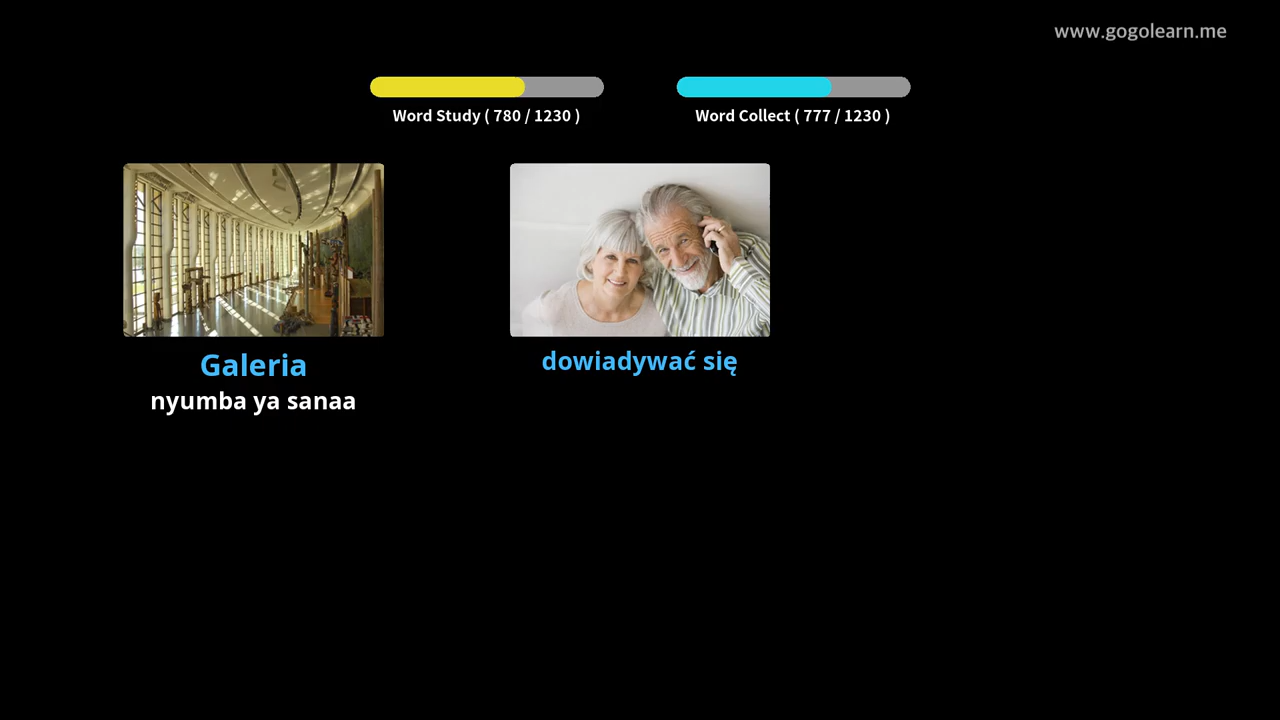 www.gogolearn.me
Word Study ( 780 / 1230 )
Word Collect ( 777 / 1230 )
Galeria
nyumba ya sanaa
dowiadywać się